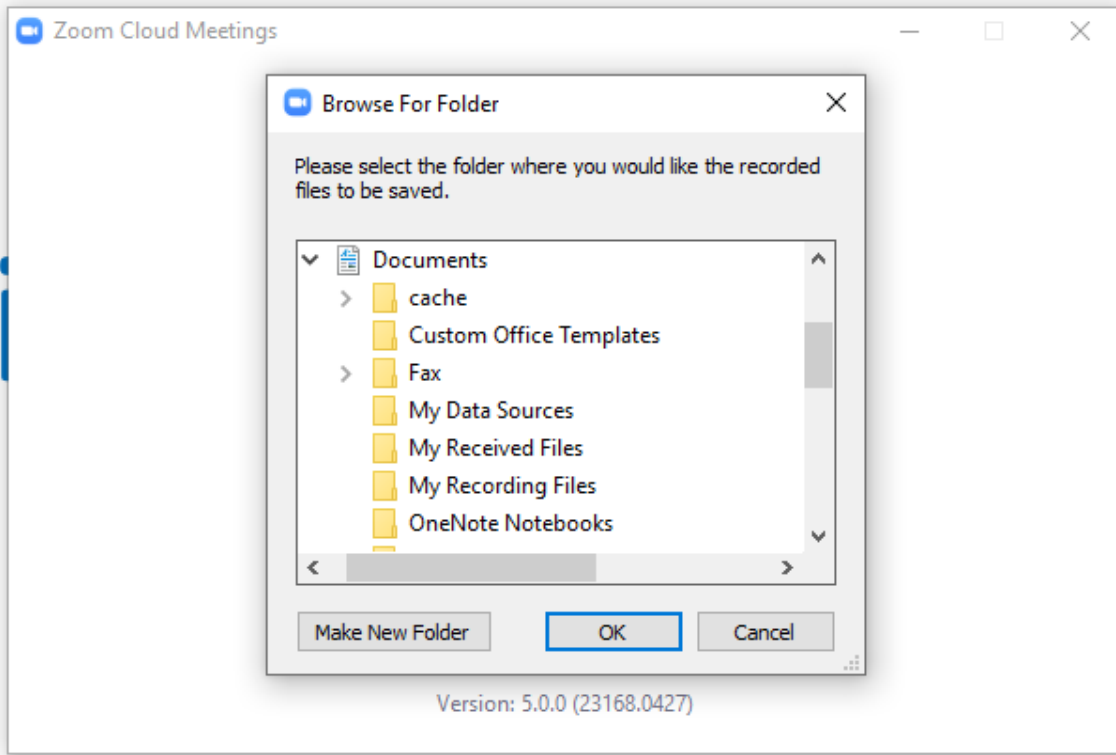 Zoom Cloud Meetings
Browse For Folder
Please select the folder where you would like the recorded
files to be saved.
Documents
cache
Custom Office Templates
Fax
My Data Sources
My Received Files
My Recording Files
OneNote Notebooks
Make New Folder OK Cancel
Version: 5.0.0 (23168.0427)